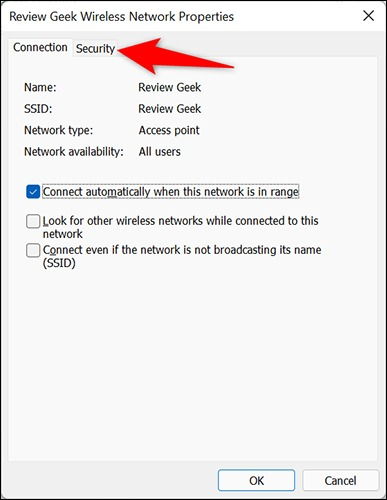 Review Geek Wireless Network Properties
Connection Security
Name: Review Geek
SSID: Review Geek
Network type: Access point
Network availability: All users
Connect automatically when this network is in range
Look for other wireless networks while connected to this
network
Connect even if the network is not broadcasting its name
(SSID)
OK Cancel